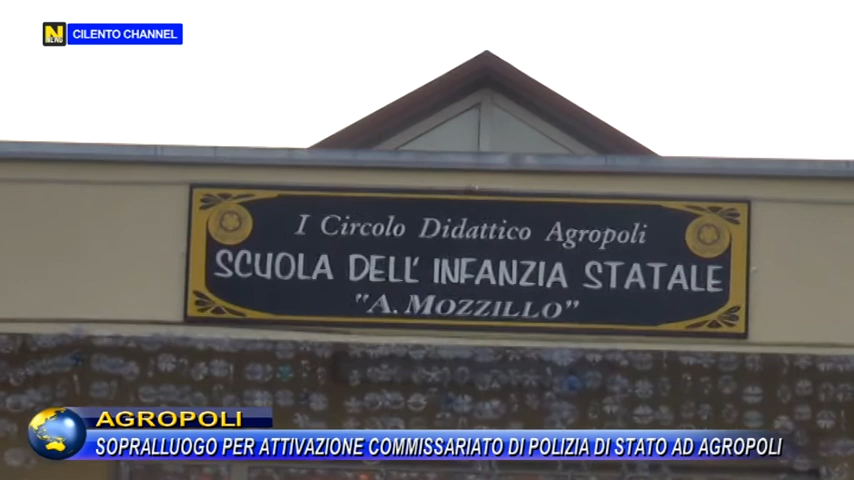 CILENTO CHANNEL
I Circolo Didattico Agropoli
SCUOLA DELL' INFANZIA STATALE
"A. MOZZILLO"
AGROPOLI
SOPRALLUOGO PER ATTIVAZIONE COMMISSARIATO DI POLIZIA DI STATO AD AGROPOLI